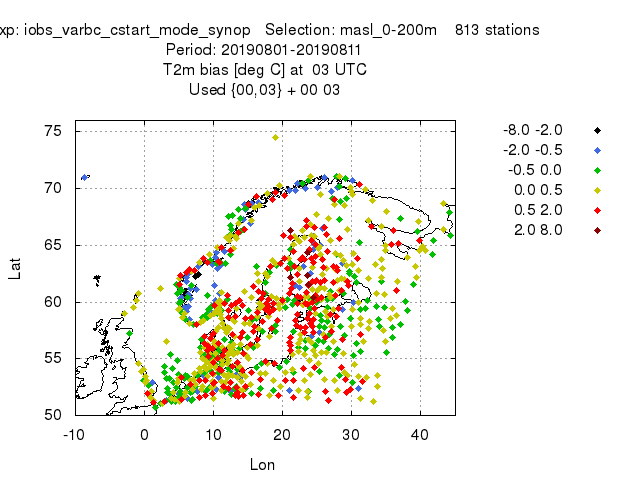 xp: iobs_varbc_cstart_mode_synop Selection: masl_0-200m 813 stations
Period: 20190801-20190811
T2m bias [deg C] at 03 UTC
Used {00,03} + 00 03
75
70
65
60
55
50
-10 0 10 20 30 40
Lat
Lon
-8.0 -2.0
-2.0 -0.5
-0.5 0.0
0.0 0.5
0.5 2.0
2.0 8.0